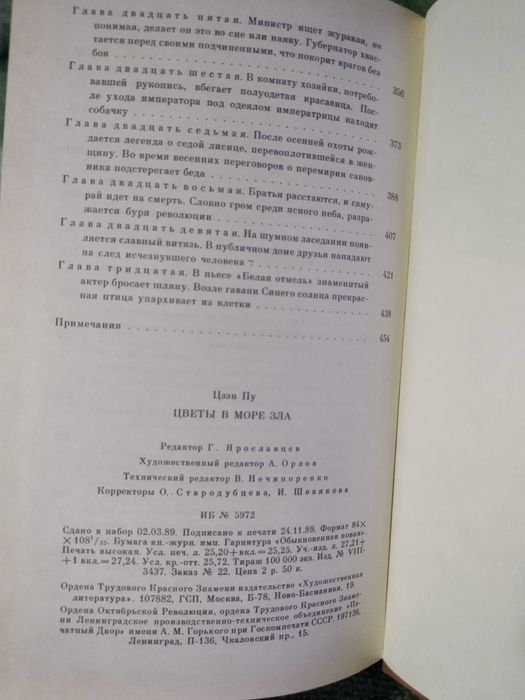 Глава двадцать пятая. Министр ищет журавля, не
понимая, делает он это во сне или наяву. Губернатор хвас-
тается перед своими подчиненными, что покорит врагов без
боя . . . . . . . . . . . . . . . . . . . . . . . . 356
Глава двадцать шестая. В комнату хозяйки, потребо-
вавшей рукопись, вбегает полуодетая красавица. Пос-
ле ухода императора под одеялом императрицы находят
собачку . . . . . . . . . . . . . . . . . . . . . . 373
Глава двадцать седьмая. После осенней охоты рож-
дается легенда о седой лисице, перевоплотившейся в жен-
щину. Во время весенних переговоров о перемирии санов-
ника подстерегает беда . . . . . . . . . . . . . . . 388
Глава двадцать восьмая. Братья расстаются, и саму-
рай идет на смерть. Словно гром среди ясного неба, разра-
жается буря революции . . . . . . . . . . . . . . . 407
Глава двадцать девятая. На шумном заседании появ-
ляется славный витязь. В публичном доме друзья нападают
на след исчезнувшего человека . . . . . . . . . . . . 421
Глава тридцатая. В пьесе «Белая отмель» знаменитый
актер бросает шляпу. Возле гавани Синего солнца прекрас-
ная птица упархивает из клетки . . . . . . . . . . . 438
Примечания . . . . . . . . . . . . . . . . . . . . 454
Цзэн Пу
ЦВЕТЫ В МОРЕ ЗЛА
Редактор Г. Ярославцев
Художественный редактор А. Орлов
Технический редактор В. Нечипоренко
Корректоры О. Стародубцева, И. Шевякова
ИБ № 5972
Сдано в набор 02.03.89. Подписано к печати 24.11.89. Формат 84×
×108¹/₃₂. Бумага кн.-журн. имп. Гарнитура «Обыкновенная новая».
Печать высокая. Усл. печ. л. 25,20+вкл.=25,25. Уч.-изд. л. 27,21+
+1 вкл.=27,24. Усл. кр.-отт. 25,72. Тираж 100 000 экз. Изд. № VIII-
3437. Заказ № 22. Цена 2 р. 50 к.
Ордена Трудового Красного Знамени издательство «Художественная
литература». 107882, ГСП, Москва, Б-78, Ново-Басманная, 19.
Ордена Октябрьской Революции, ордена Трудового Красного Знаме-
ни Ленинградское производственно-техническое объединение «Пе-
чатный Двор» имени А. М. Горького при Госкомпечати СССР. 197136,
Ленинград, П-136, Чкаловский пр., 15.